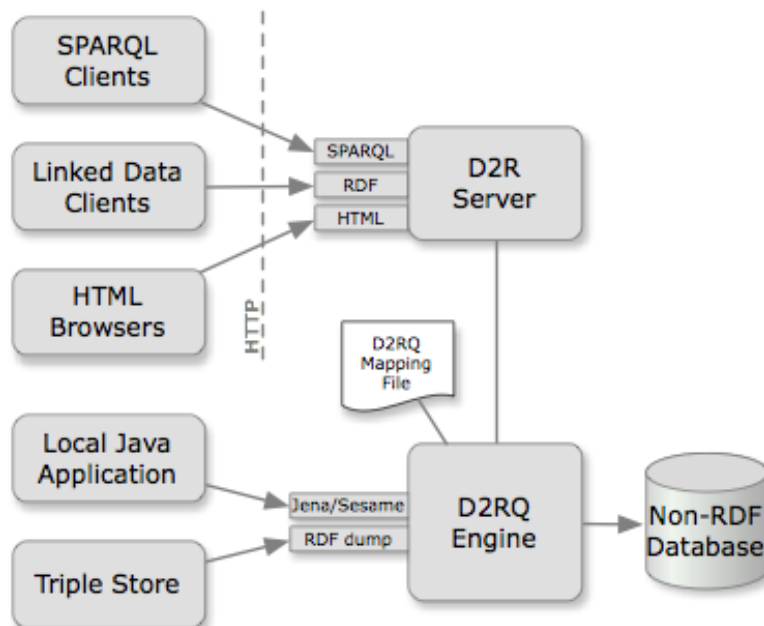 SPARQL
Clients
Linked Data
Clients
HTML
Browsers
HTTP
SPARQL
RDF
HTML
D2R
Server
D2RQ
Mapping
File
Local Java
Application
Triple Store
Jena/Sesame
RDF dump
D2RQ
Engine
Non-RDF
Database